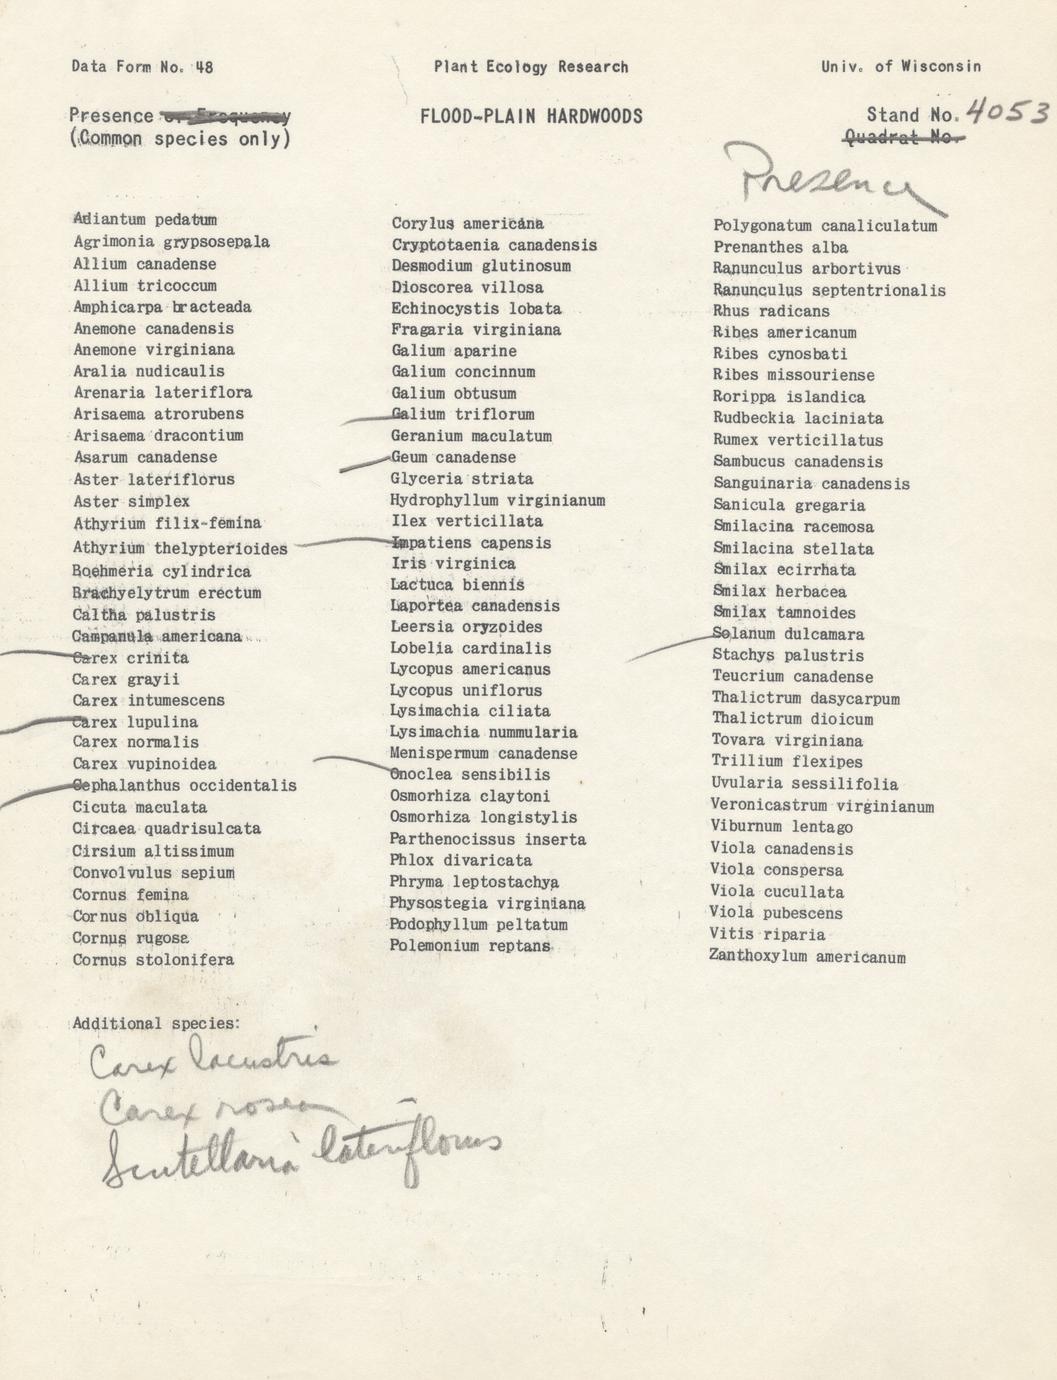 Data Form No. 48
Plant Ecology Research
Univ. of Wisconsin
Presence or Frequency
(Common species only)
FLOOD-PLAIN HARDWOODS
Stand No. 4053
Quadrat No.
Presence
Adiantum pedatum
Agrimonia grypsosepala
Allium canadense
Allium tricoccum
Amphicarpa bracteada
Anemone canadensis
Anemone virginiana
Aralia nudicaulis
Arenaria lateriflora
Arisaema atrorubens
Arisaema dracontium
Asarum canadense
Aster lateriflorus
Aster simplex
Athyrium filix-femina
Athyrium thelypterioides
Boehmeria cylindrica
Brachyelytrum erectum
Caltha palustris
Campanula americana
Carex crinita
Carex grayii
Carex intumescens
Carex lupulina
Carex normalis
Carex vupinoidea
Cephalanthus occidentalis
Cicuta maculata
Circaea quadrisulcata
Cirsium altissimum
Convolvulus sepium
Cornus femina
Cornus obliqua
Cornus rugosa
Cornus stolonifera
Corylus americana
Cryptotaenia canadensis
Desmodium glutinosum
Dioscorea villosa
Echinocystis lobata
Fragaria virginiana
Galium aparine
Galium concinnum
Galium obtusum
Galium triflorum
Geranium maculatum
Geum canadense
Glyceria striata
Hydrophyllum virginianum
Ilex verticillata
Impatiens capensis
Iris virginica
Lactuca biennis
Laportea canadensis
Leersia oryzoides
Lobelia cardinalis
Lycopus americanus
Lycopus uniflorus
Lysimachia ciliata
Lysimachia nummularia
Menispermum canadense
Onoclea sensibilis
Osmorhiza claytoni
Osmorhiza longistylis
Parthenocissus inserta
Phlox divaricata
Phryma leptostachya
Physostegia virginiana
Podophyllum peltatum
Polemonium reptans
Polygonatum canaliculatum
Prenanthes alba
Ranunculus arbortivus
Ranunculus septentrionalis
Rhus radicans
Ribes americanum
Ribes cynosbati
Ribes missouriense
Rorippa islandica
Rudbeckia laciniata
Rumex verticillatus
Sambucus canadensis
Sanguinaria canadensis
Sanicula gregaria
Smilacina racemosa
Smilacina stellata
Smilax ecirrhata
Smilax herbacea
Smilax tamnoides
Solanum dulcamara
Stachys palustris
Teucrium canadense
Thalictrum dasycarpum
Thalictrum dioicum
Tovara virginiana
Trillium flexipes
Uvularia sessilifolia
Veronicastrum virginianum
Viburnum lentago
Viola canadensis
Viola conspersa
Viola cucullata
Viola pubescens
Vitis riparia
Zanthoxylum americanum
Additional species:
Carex lacustris
Carex rosea
Scutellaria lateriflorus